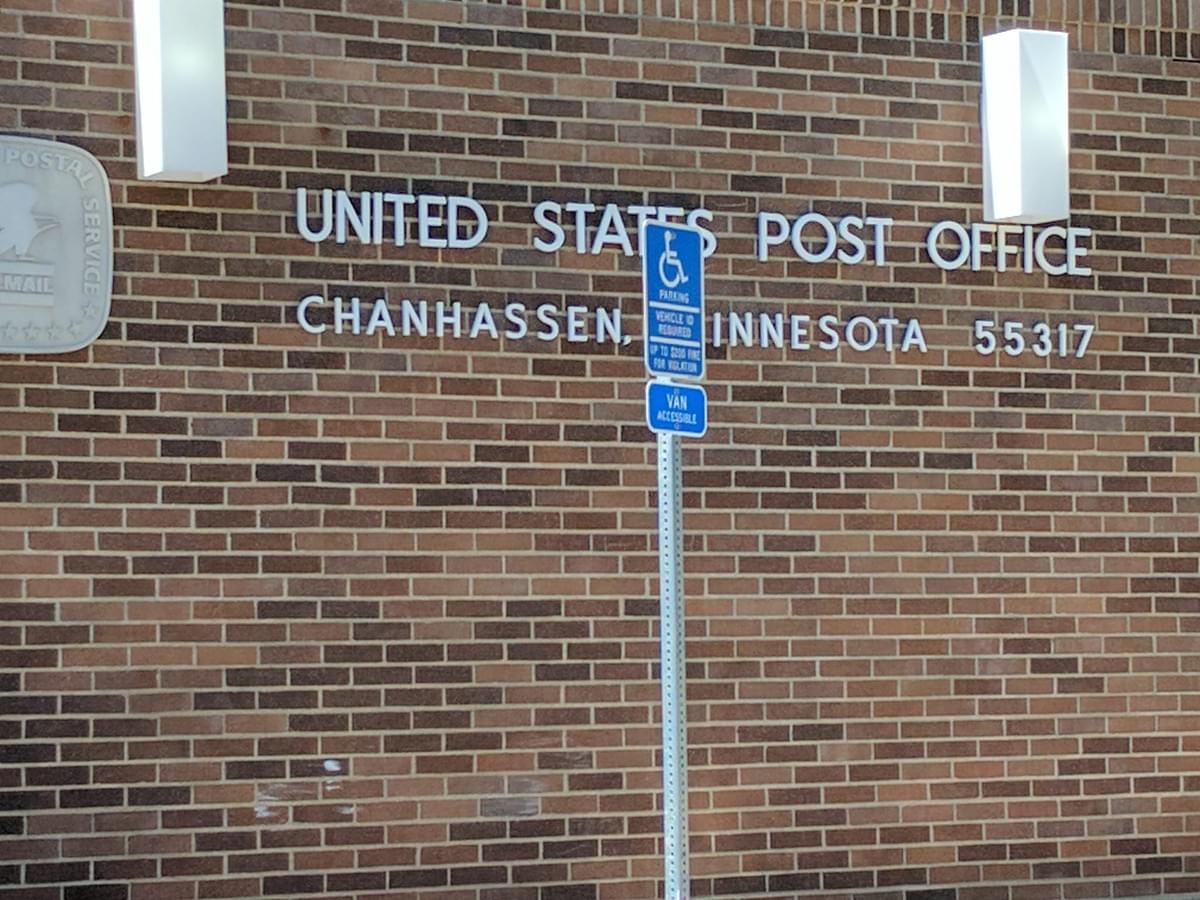 POSTAL SERVICE
MAIL
UNITED STATES POST OFFICE
CHANHASSEN, INNESOTA 55317
PARKING
VEHICLE ID
REQUIRED
UP TO $200 FINE
FOR VIOLATION
VAN
ACCESSIBLE